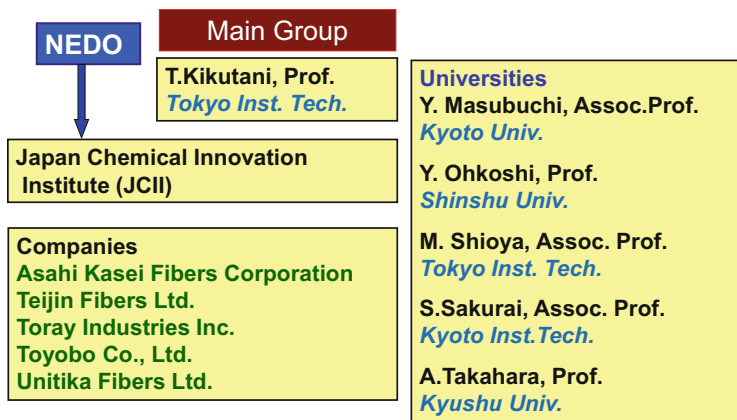 NEDO
Main Group
T.Kikutani, Prof.
Tokyo Inst. Tech.
Japan Chemical Innovation
Institute (JCII)
Companies
Asahi Kasei Fibers Corporation
Teijin Fibers Ltd.
Toray Industries Inc.
Toyobo Co., Ltd.
Unitika Fibers Ltd.
Universities
Y. Masubuchi, Assoc.Prof.
Kyoto Univ.
Y. Ohkoshi, Prof.
Shinshu Univ.
M. Shioya, Assoc. Prof.
Tokyo Inst. Tech.
S.Sakurai, Assoc. Prof.
Kyoto Inst.Tech.
A.Takahara, Prof.
Kyushu Univ.